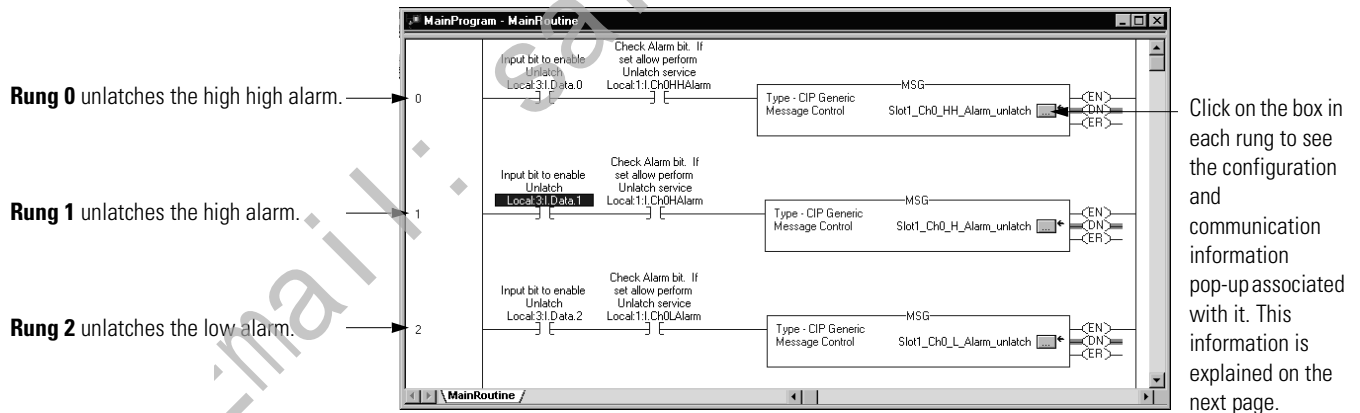 MainProgram - MainRoutine
Rung 0 unlatches the high high alarm.
0
Input bit to enable
Unlatch
Local:3:I.Data.0
Check Alarm bit. If
set allow perform
Unlatch service
Local:1:I.Ch0HHAlarm
MSG
Type - CIP Generic
Message Control
Slot1_Ch0_HH_Alarm_unlatch
...
EN
DN
ER
Click on the box in
each rung to see
the configuration
and
communication
information
pop-up associated
with it. This
information is
explained on the
next page.
Rung 1 unlatches the high alarm.
1
Input bit to enable
Unlatch
Local:3:I.Data.1
Check Alarm bit. If
set allow perform
Unlatch service
Local:1:I.Ch0HAlarm
MSG
Type - CIP Generic
Message Control
Slot1_Ch0_H_Alarm_unlatch
...
EN
DN
ER
Rung 2 unlatches the low alarm.
2
Input bit to enable
Unlatch
Local:3:I.Data.2
Check Alarm bit. If
set allow perform
Unlatch service
Local:1:I.Ch0LAlarm
MSG
Type - CIP Generic
Message Control
Slot1_Ch0_L_Alarm_unlatch
...
EN
DN
ER
MainRoutine